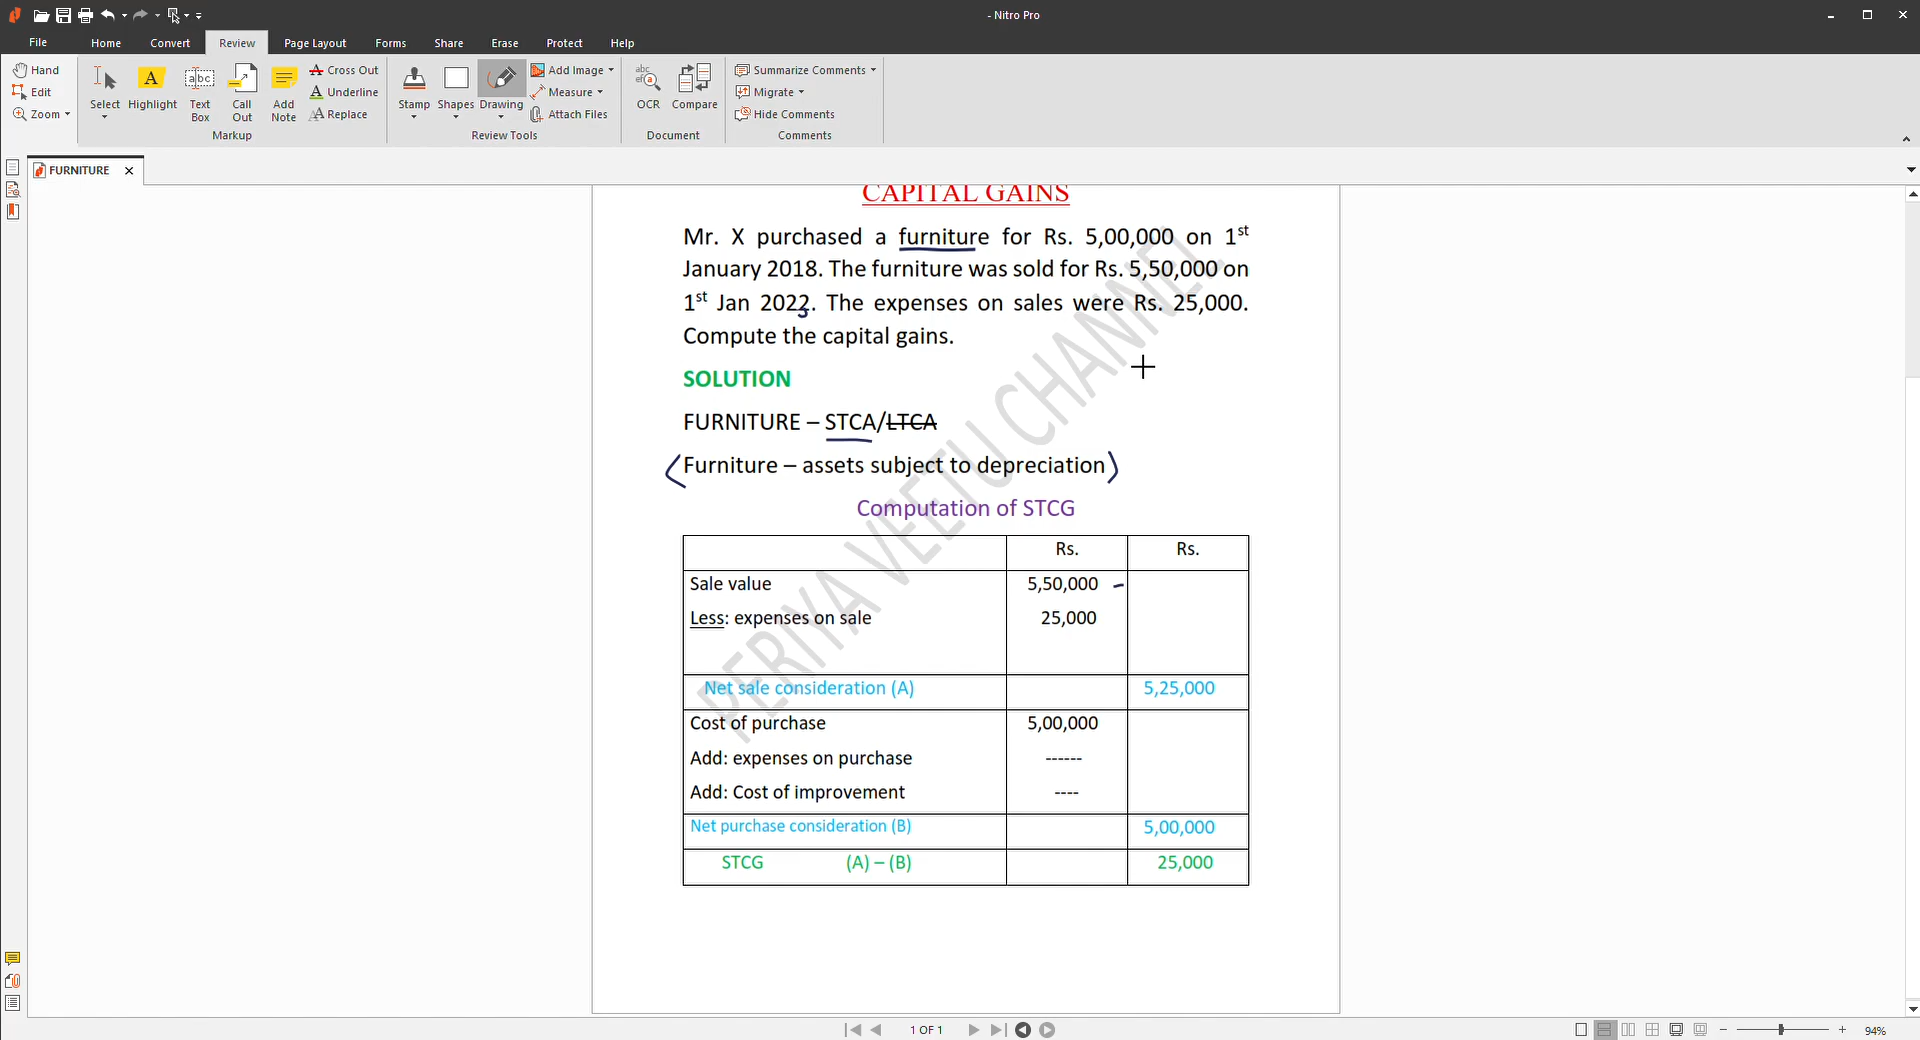 - Nitro Pro
File Home Convert Review Page Layout Forms Share Erase Protect Help
Hand
Edit
Zoom
Select
Highlight
Text Box
Call Out
Add Note
Cross Out
Underline
Replace
Markup
Stamp
Shapes
Drawing
Add Image
Measure
Attach Files
Review Tools
OCR
Compare
Document
Summarize Comments
Migrate
Hide Comments
Comments
FURNITURE
CAPITAL GAINS
Mr. X purchased a furniture for Rs. 5,00,000 on 1st
January 2018. The furniture was sold for Rs. 5,50,000 on
1st Jan 2023. The expenses on sales were Rs. 25,000.
Compute the capital gains.
SOLUTION
FURNITURE – STCA/LTCA
(Furniture – assets subject to depreciation)
Computation of STCG
Rs. Rs.
Sale value 5,50,000 -
Less: expenses on sale 25,000
Net sale consideration (A) 5,25,000
Cost of purchase 5,00,000
Add: expenses on purchase ------
Add: Cost of improvement ----
Net purchase consideration (B) 5,00,000
STCG (A) – (B) 25,000
PERIYA VEETU CHANNEL
1 OF 1
94%